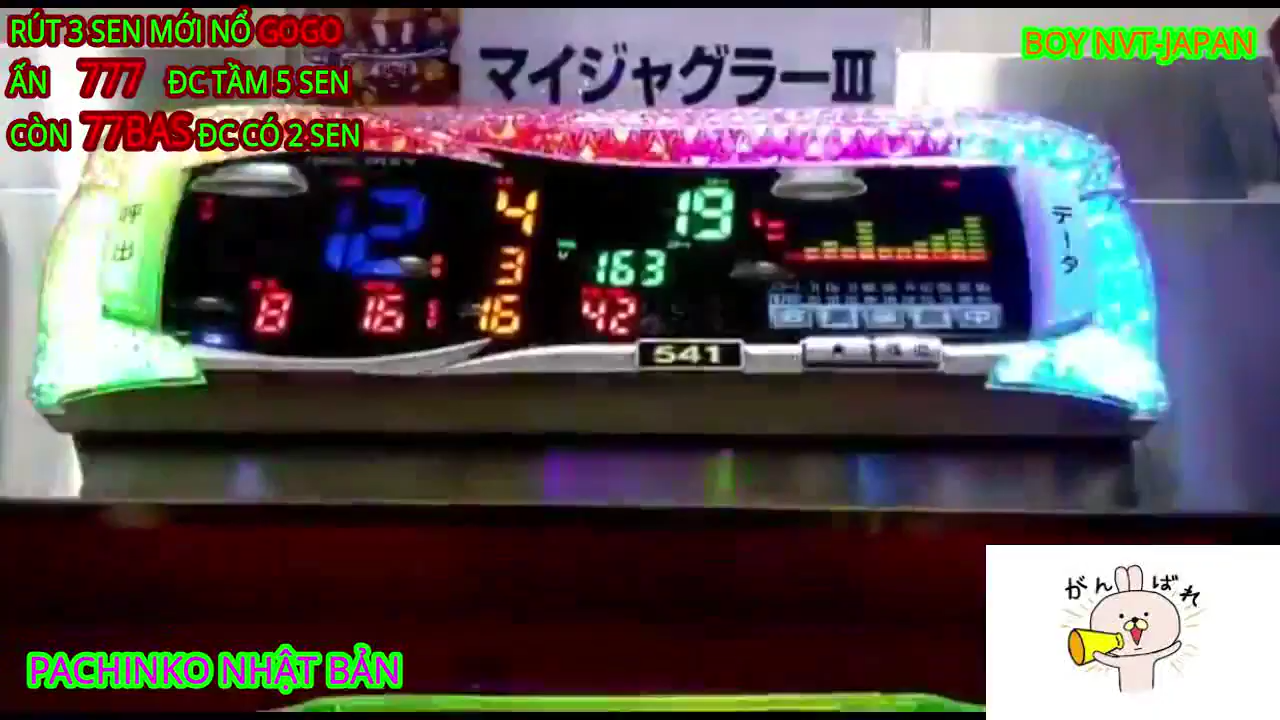 RÚT 3 SEN MỚI NỔ GOGO
ẤN 777 ĐC TẦM 5 SEN
CÒN 77BAS ĐC CÓ 2 SEN
BOY NVT-JAPAN
マイジャグラーIII
呼出
データ
12 4 19
3 163
8 16 16 42
541
がんばれ
PACHINKO NHẬT BẢN